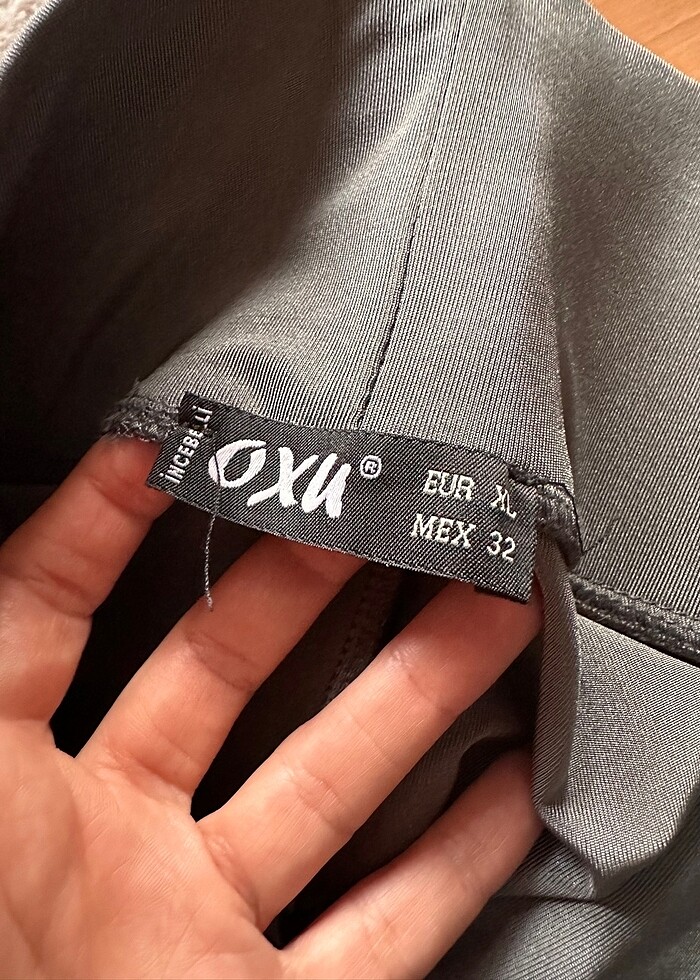 İNCEBELLİ
oxu®
EUR XL
MEX 32